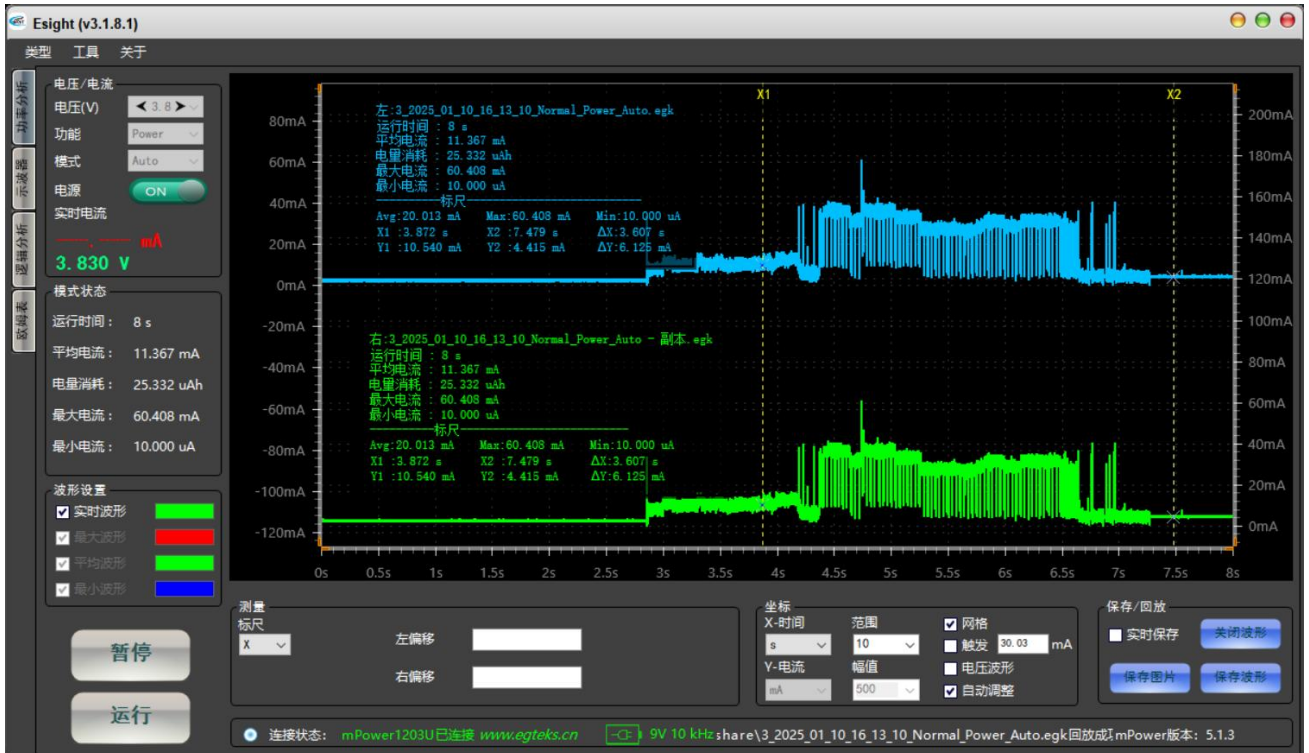 Esight (v3.1.8.1)
类型 工具 关于
功率分析
示波器
逻辑分析
欧姆表
电压/电流
电压(V) 3.8
功能 Power
模式 Auto
电源 ON
实时电流
---.--- mA
3.830 V
模式状态
运行时间： 8 s
平均电流： 11.367 mA
电量消耗： 25.332 uAh
最大电流： 60.408 mA
最小电流： 10.000 uA
波形设置
实时波形
最大波形
平均波形
最小波形
暂停
运行
X1 X2
左:3_2025_01_10_16_13_10_Normal_Power_Auto.egk
运行时间 : 8 s
平均电流 : 11.367 mA
电量消耗 : 25.332 uAh
最大电流 : 60.408 mA
最小电流 : 10.000 uA
标尺
Avg:20.013 mA Max:60.408 mA Min:10.000 uA
X1 :3.872 s X2 :7.479 s ΔX:3.607 s
Y1 :10.540 mA Y2 :4.415 mA ΔY:6.125 mA
右:3_2025_01_10_16_13_10_Normal_Power_Auto - 副本.egk
运行时间 : 8 s
平均电流 : 11.367 mA
电量消耗 : 25.332 uAh
最大电流 : 60.408 mA
最小电流 : 10.000 uA
标尺
Avg:20.013 mA Max:60.408 mA Min:10.000 uA
X1 :3.872 s X2 :7.479 s ΔX:3.607 s
Y1 :10.540 mA Y2 :4.415 mA ΔY:6.125 mA
80mA
60mA
40mA
20mA
0mA
-20mA
-40mA
-60mA
-80mA
-100mA
-120mA
200mA
180mA
160mA
140mA
120mA
100mA
80mA
60mA
40mA
20mA
0mA
0s 0.5s 1s 1.5s 2s 2.5s 3s 3.5s 4s 4.5s 5s 5.5s 6s 6.5s 7s 7.5s 8s
测量
标尺
X
左偏移
右偏移
坐标
X-时间 范围 网格
s 10 触发 30.03 mA
Y-电流 幅值 电压波形
mA 500 自动调整
保存/回放
实时保存 关闭波形
保存图片 保存波形
连接状态： mPower1203U已连接 www.egteks.cn 9V 10 kHz share\3_2025_01_10_16_13_10_Normal_Power_Auto.egk回放成 mPower版本：5.1.3